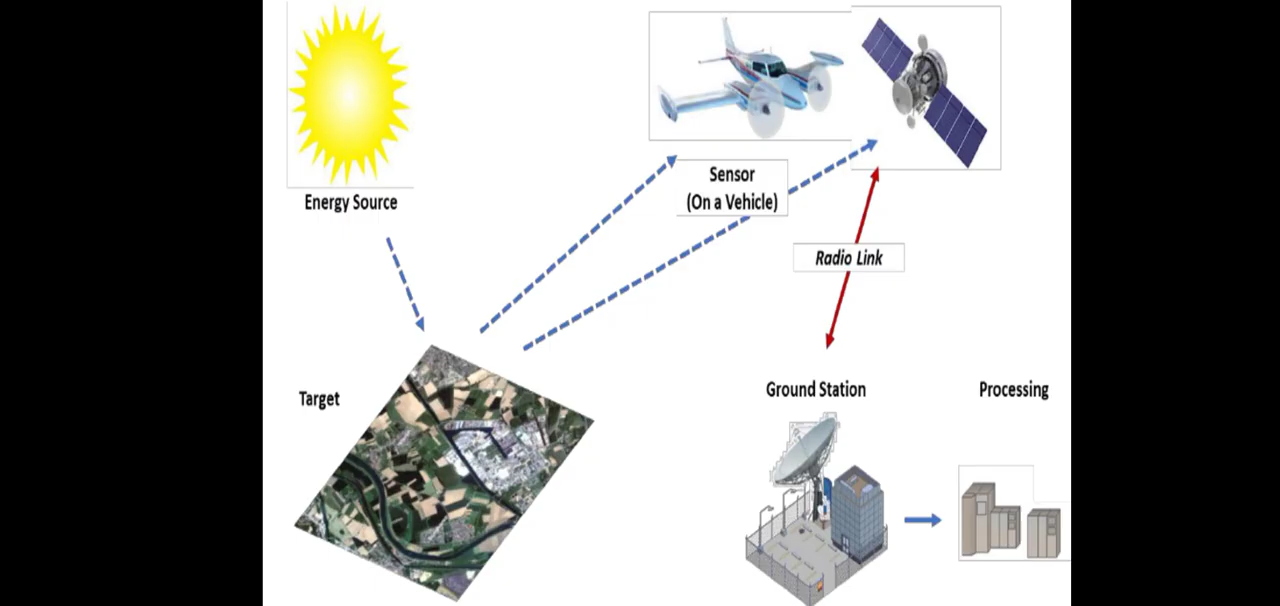 Energy Source
Sensor
(On a Vehicle)
Radio Link
Target
Ground Station
Processing